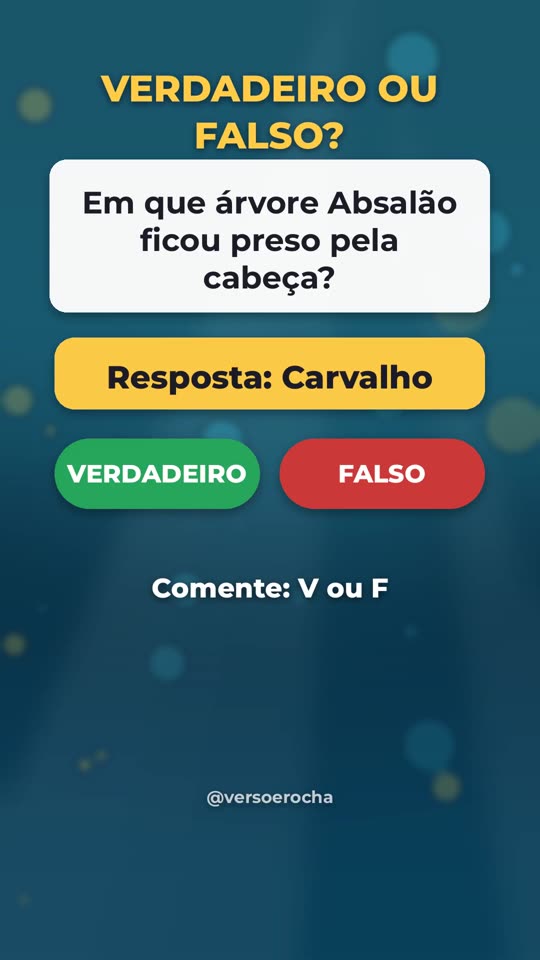 VERDADEIRO OU
FALSO?
Em que árvore Absalão
ficou preso pela
cabeça?
Resposta: Carvalho
VERDADEIRO
FALSO
Comente: V ou F
@versoerocha